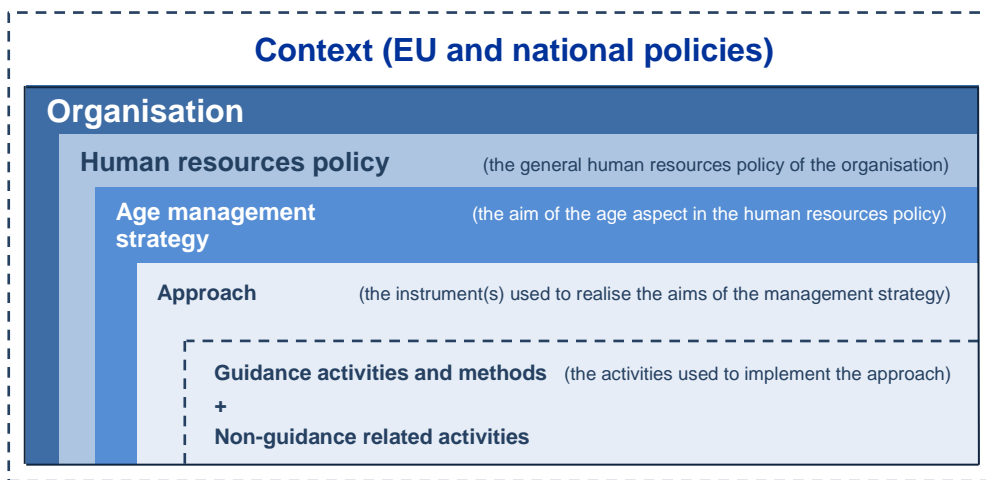 Context (EU and national policies)
Organisation
Human resources policy (the general human resources policy of the organisation)
Age management (the aim of the age aspect in the human resources policy)
strategy
Approach (the instrument(s) used to realise the aims of the management strategy)
Guidance activities and methods (the activities used to implement the approach)
+
Non-guidance related activities